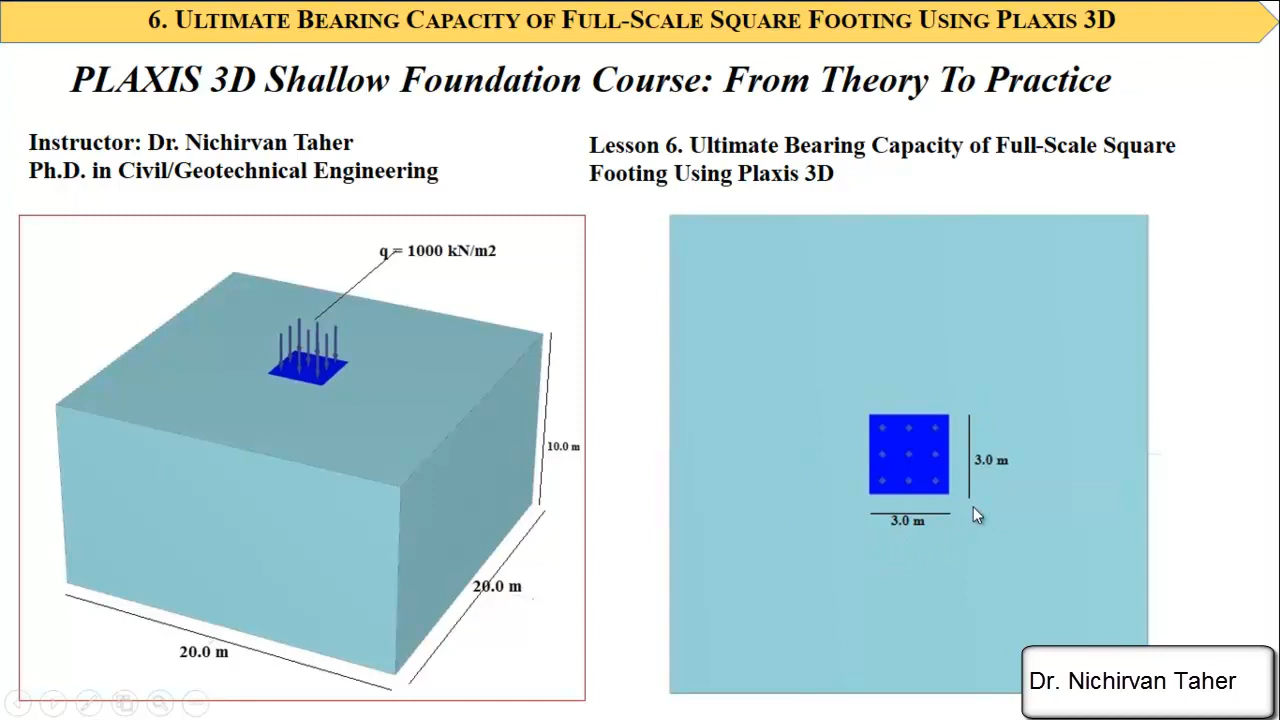 6. ULTIMATE BEARING CAPACITY OF FULL-SCALE SQUARE FOOTING USING PLAXIS 3D
PLAXIS 3D Shallow Foundation Course: From Theory To Practice
Instructor: Dr. Nichirvan Taher
Ph.D. in Civil/Geotechnical Engineering
Lesson 6. Ultimate Bearing Capacity of Full-Scale Square
Footing Using Plaxis 3D
q = 1000 kN/m2
10.0 m
20.0 m
20.0 m
3.0 m
3.0 m
Dr. Nichirvan Taher